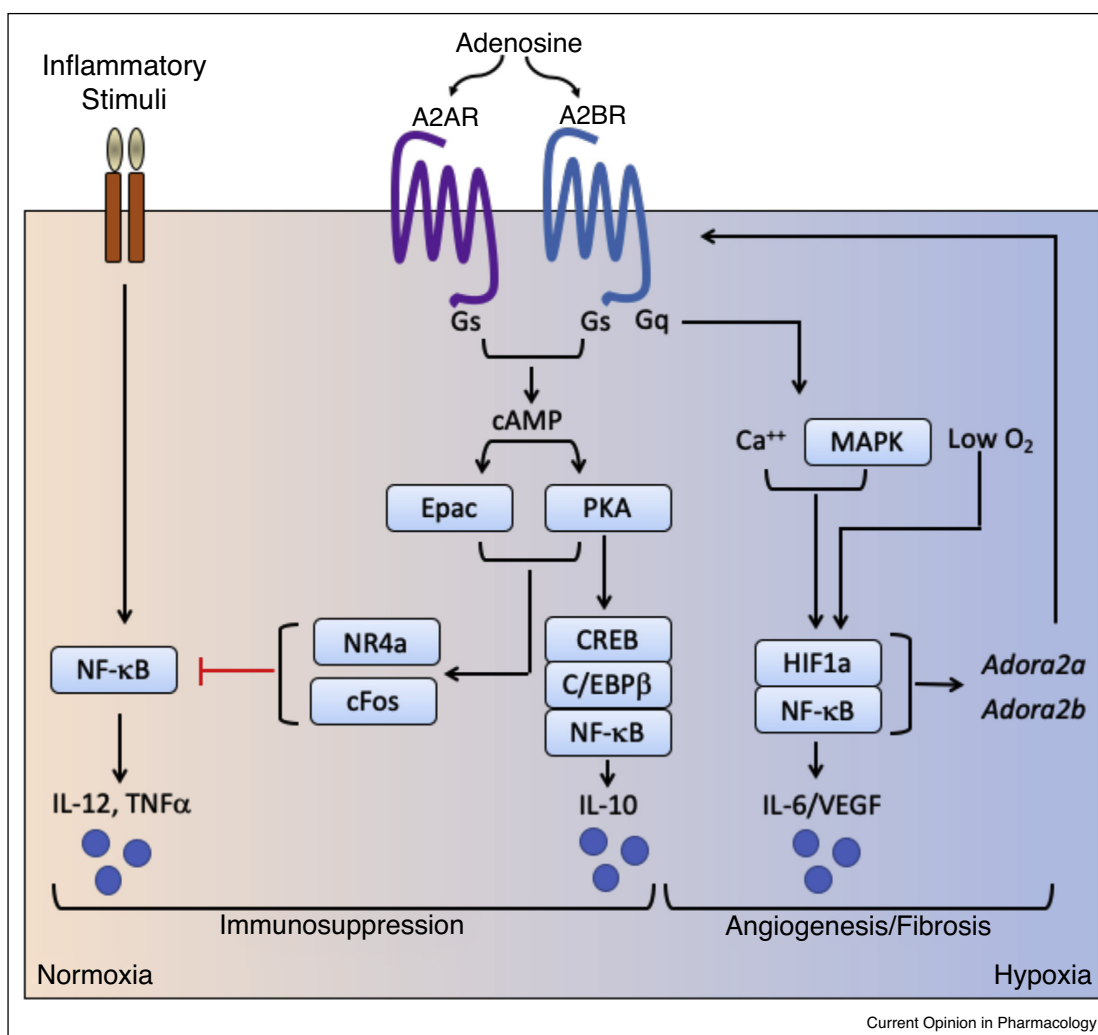 Adenosine
Inflammatory
Stimuli
A2AR
A2BR
Gs
Gs
Gq
cAMP
Ca⁺⁺
MAPK
Low O₂
Epac
PKA
NR4a
cFos
CREB
C/EBPβ
NF-κB
NF-κB
HIF1a
NF-κB
Adora2a
Adora2b
IL-12, TNFα
IL-10
IL-6/VEGF
Immunosuppression
Angiogenesis/Fibrosis
Normoxia
Hypoxia
Current Opinion in Pharmacology